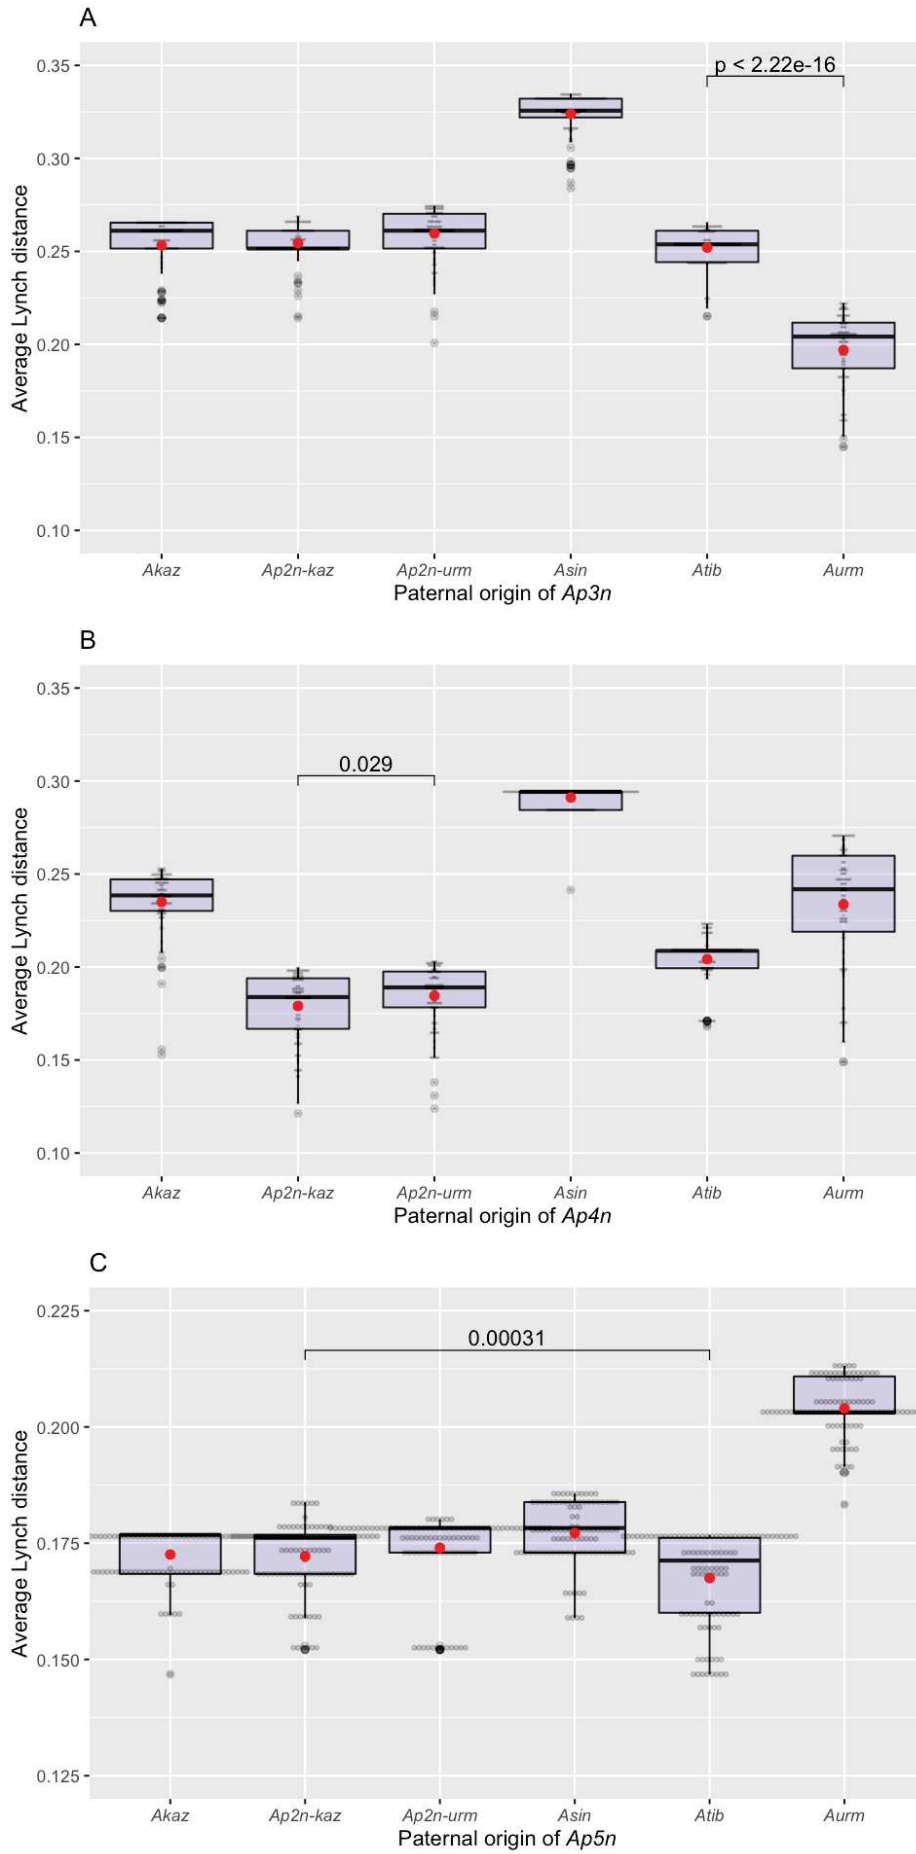 A
Average Lynch distance
0.35
0.30
0.25
0.20
0.15
0.10
p < 2.22e-16
Akaz Ap2n-kaz Ap2n-urm Asin Atib Aurm
Paternal origin of Ap3n
B
Average Lynch distance
0.35
0.30
0.25
0.20
0.15
0.10
0.029
Akaz Ap2n-kaz Ap2n-urm Asin Atib Aurm
Paternal origin of Ap4n
C
Average Lynch distance
0.225
0.200
0.175
0.150
0.125
0.00031
Akaz Ap2n-kaz Ap2n-urm Asin Atib Aurm
Paternal origin of Ap5n